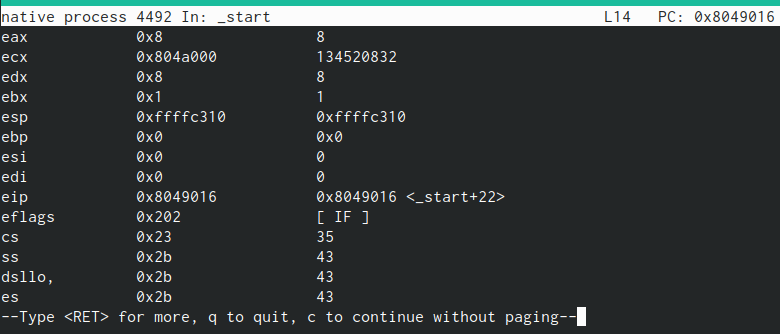 native process 4492 In: _start L14 PC: 0x8049016
eax 0x8 8
ecx 0x804a000 134520832
edx 0x8 8
ebx 0x1 1
esp 0xffffc310 0xffffc310
ebp 0x0 0x0
esi 0x0 0
edi 0x0 0
eip 0x8049016 0x8049016 <_start+22>
eflags 0x202 [ IF ]
cs 0x23 35
ss 0x2b 43
dsllo, 0x2b 43
es 0x2b 43
--Type <RET> for more, q to quit, c to continue without paging--